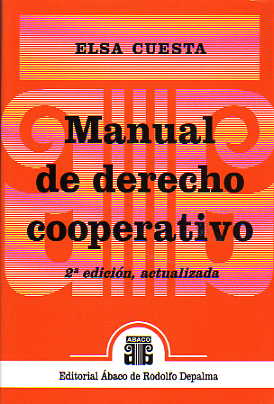 ELSA CUESTA
Manual
de derecho
cooperativo
2ª edición, actualizada
ABACO
Editorial Ábaco de Rodolfo Depalma